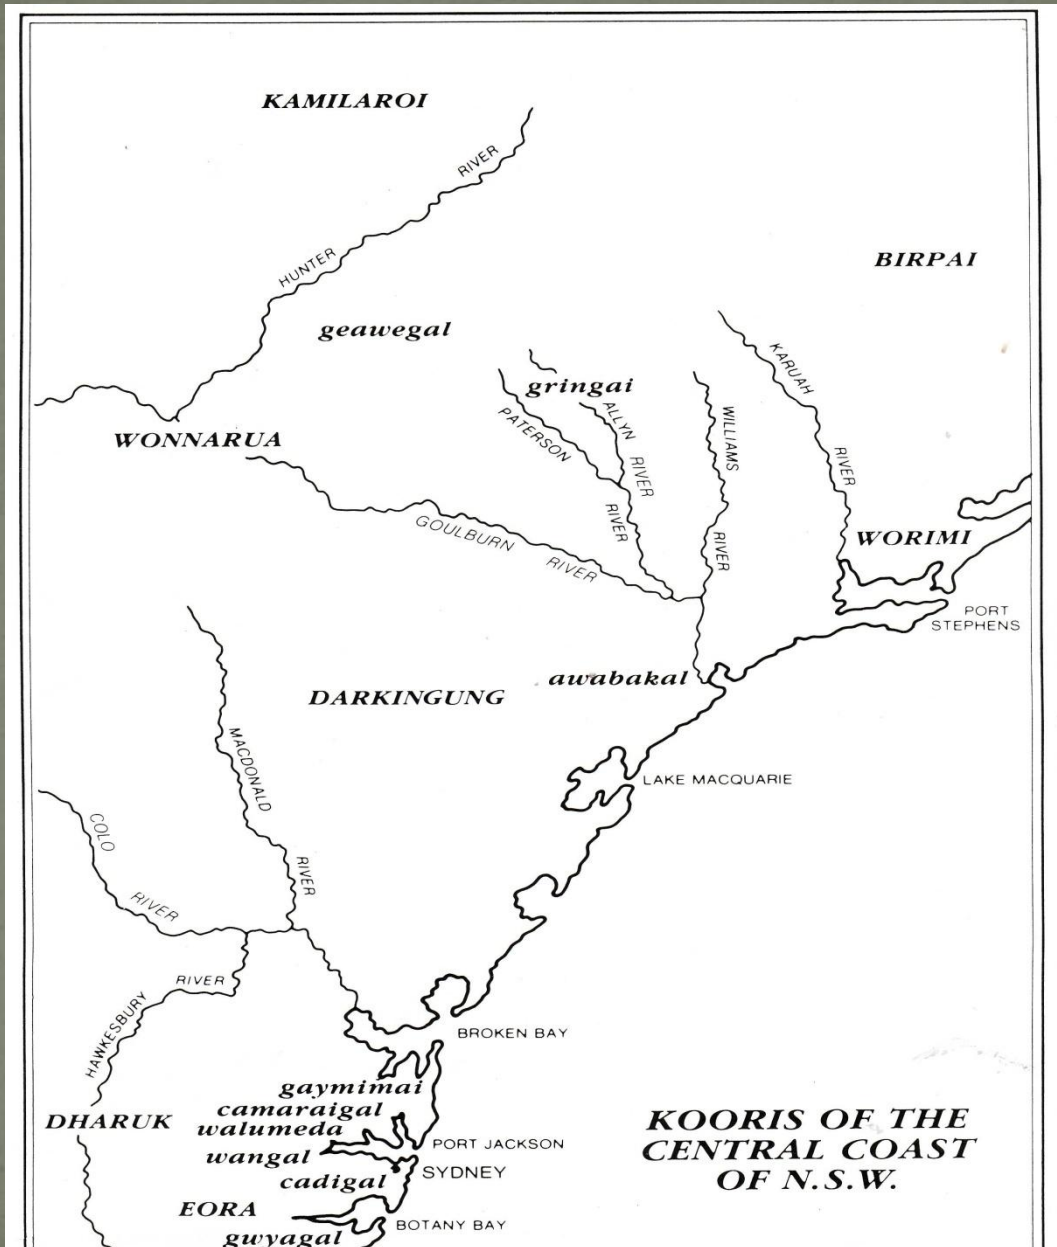 KAMILAROI
RIVER
HUNTER
BIRPAI
geawegal
gringai
KARUAH
RIVER
PATERSON
RIVER
ALLYN
RIVER
WILLIAMS
RIVER
WONNARUA
GOULBURN
RIVER
WORIMI
PORT
STEPHENS
awabakal
DARKINGUNG
MACDONALD
RIVER
LAKE MACQUARIE
COLO
RIVER
RIVER
HAWKESBURY
BROKEN BAY
gaymimai
camaraigal
walumeda
DHARUK
wangal
PORT JACKSON
SYDNEY
cadigal
EORA
BOTANY BAY
gwyagal
KOORIS OF THE
CENTRAL COAST
OF N.S.W.